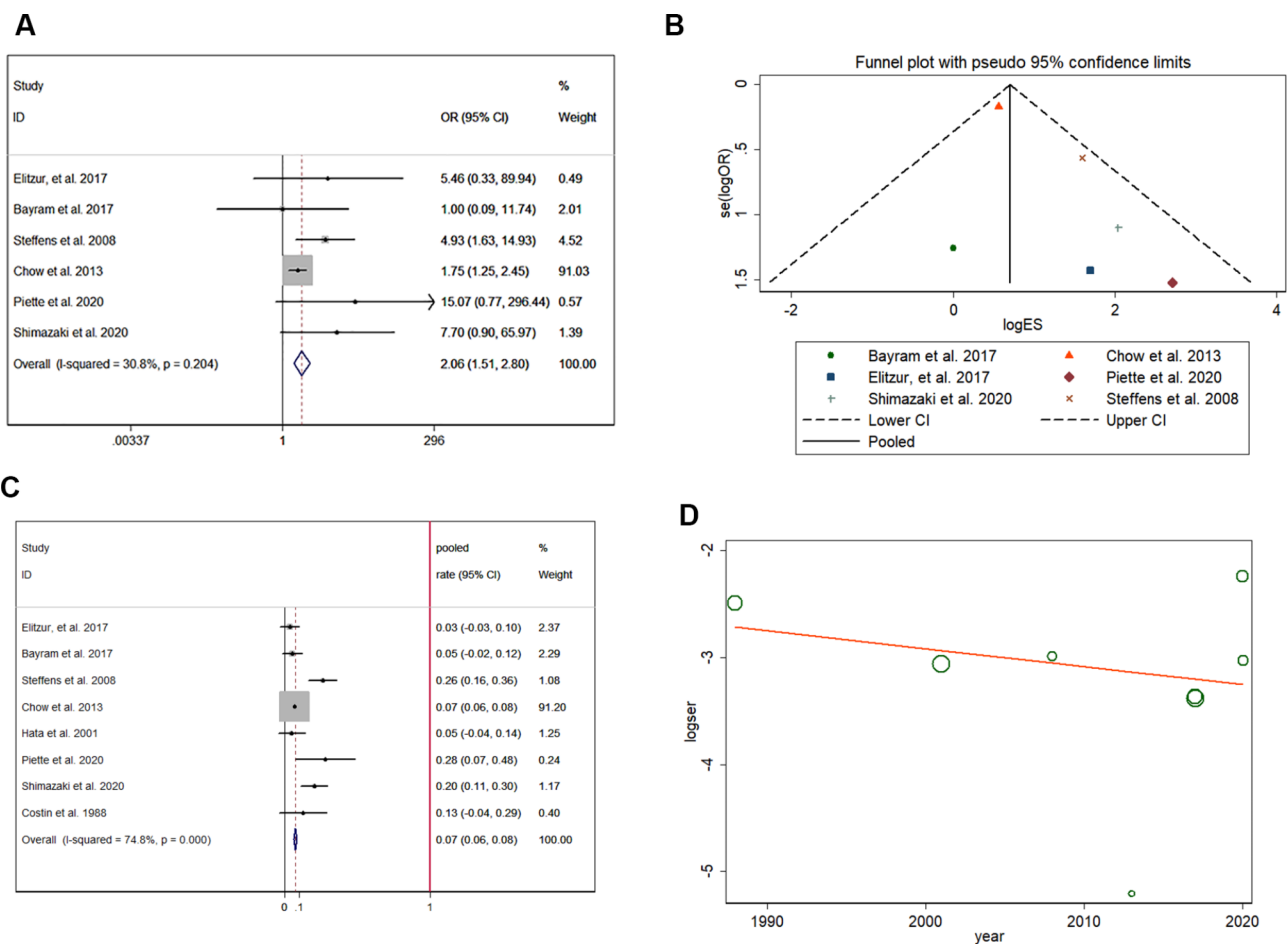 A
Study %
ID OR (95% CI) Weight
Elitzur, et al. 2017 5.46 (0.33, 89.94) 0.49
Bayram et al. 2017 1.00 (0.09, 11.74) 2.01
Steffens et al. 2008 4.93 (1.63, 14.93) 4.52
Chow et al. 2013 1.75 (1.25, 2.45) 91.03
Piette et al. 2020 15.07 (0.77, 296.44) 0.57
Shimazaki et al. 2020 7.70 (0.90, 65.97) 1.39
Overall (I-squared = 30.8%, p = 0.204) 2.06 (1.51, 2.80) 100.00
.00337 1 296
B
Funnel plot with pseudo 95% confidence limits
0
.5
1
1.5
se(logOR)
-2 0 2 4
logES
Bayram et al. 2017 Chow et al. 2013
Elitzur, et al. 2017 Piette et al. 2020
Shimazaki et al. 2020 Steffens et al. 2008
Lower CI Upper CI
Pooled
C
Study pooled %
ID rate (95% CI) Weight
Elitzur, et al. 2017 0.03 (-0.03, 0.10) 2.37
Bayram et al. 2017 0.05 (-0.02, 0.12) 2.29
Steffens et al. 2008 0.26 (0.16, 0.36) 1.08
Chow et al. 2013 0.07 (0.06, 0.08) 91.20
Hata et al. 2001 0.05 (-0.04, 0.14) 1.25
Piette et al. 2020 0.28 (0.07, 0.48) 0.24
Shimazaki et al. 2020 0.20 (0.11, 0.30) 1.17
Costin et al. 1988 0.13 (-0.04, 0.29) 0.40
Overall (I-squared = 74.8%, p = 0.000) 0.07 (0.06, 0.08) 100.00
0 .1 1
D
-2
-3
-4
-5
logser
1990 2000 2010 2020
year